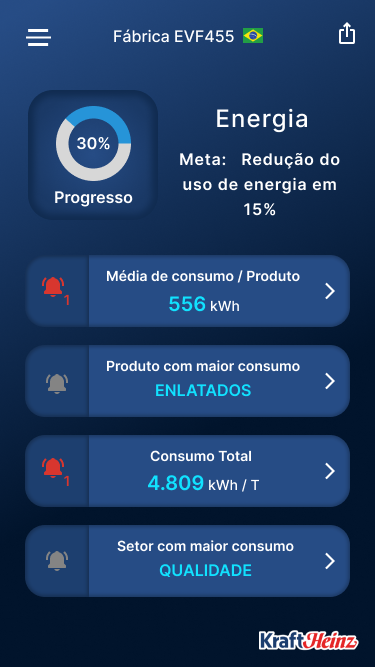 Fábrica EVF455
30%
Progresso
Energia
Meta: Redução do
uso de energia em
15%
1
Média de consumo / Produto
556 kWh
Produto com maior consumo
ENLATADOS
1
Consumo Total
4.809 kWh / T
Setor com maior consumo
QUALIDADE
KraftHeinz